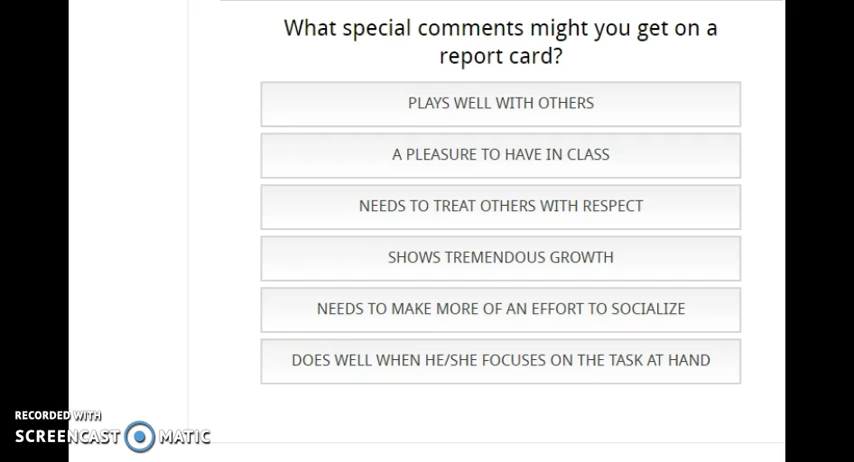 What special comments might you get on a
report card?
PLAYS WELL WITH OTHERS
A PLEASURE TO HAVE IN CLASS
NEEDS TO TREAT OTHERS WITH RESPECT
SHOWS TREMENDOUS GROWTH
NEEDS TO MAKE MORE OF AN EFFORT TO SOCIALIZE
DOES WELL WHEN HE/SHE FOCUSES ON THE TASK AT HAND
RECORDED WITH
SCREENCAST MATIC